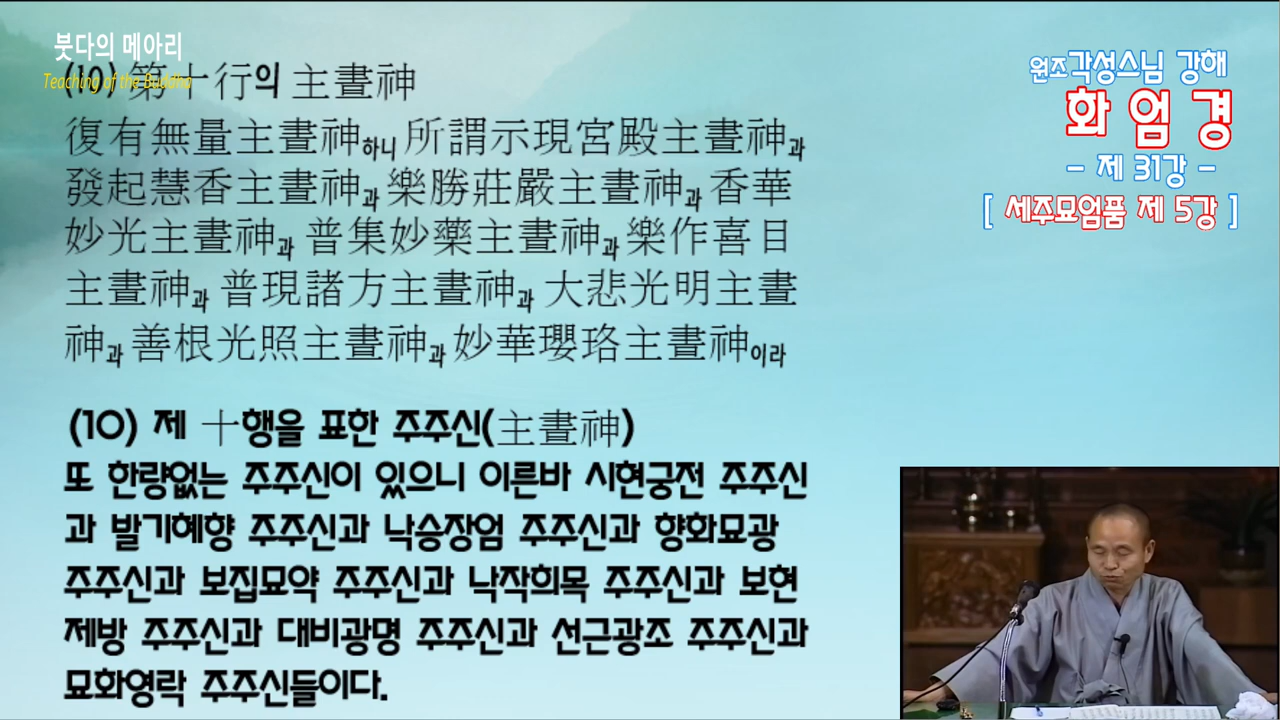 붓다의 메아리
Teaching of the Buddha
(10) 第十行의 主晝神
復有無量主晝神하니 所謂示現宮殿主晝神과
發起慧香主晝神과 樂勝莊嚴主晝神과 香華
妙光主晝神과 普集妙藥主晝神과 樂作喜目
主晝神과 普現諸方主晝神과 大悲光明主晝
神과 善根光照主晝神과 妙華瓔珞主晝神이라
(10) 제 十행을 표한 주주신(主晝神)
또 한량없는 주주신이 있으니 이른바 시현궁전 주주신
과 발기혜향 주주신과 낙승장엄 주주신과 향화묘광
주주신과 보집묘약 주주신과 낙작희목 주주신과 보현
제방 주주신과 대비광명 주주신과 선근광조 주주신과
묘화영락 주주신들이다.
원조각성스님 강해
화엄경
- 제 31강 -
[ 세주묘엄품 제 5강 ]